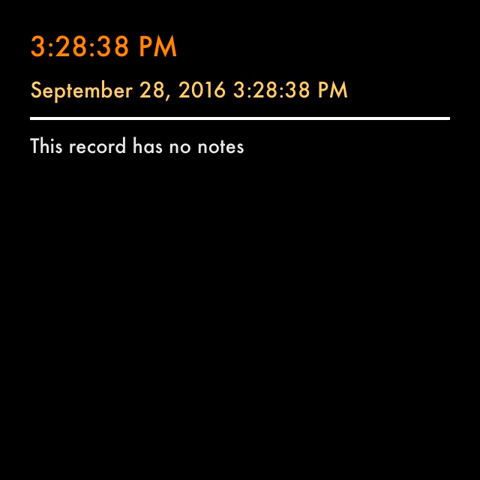 3:28:38 PM
September 28, 2016 3:28:38 PM
This record has no notes